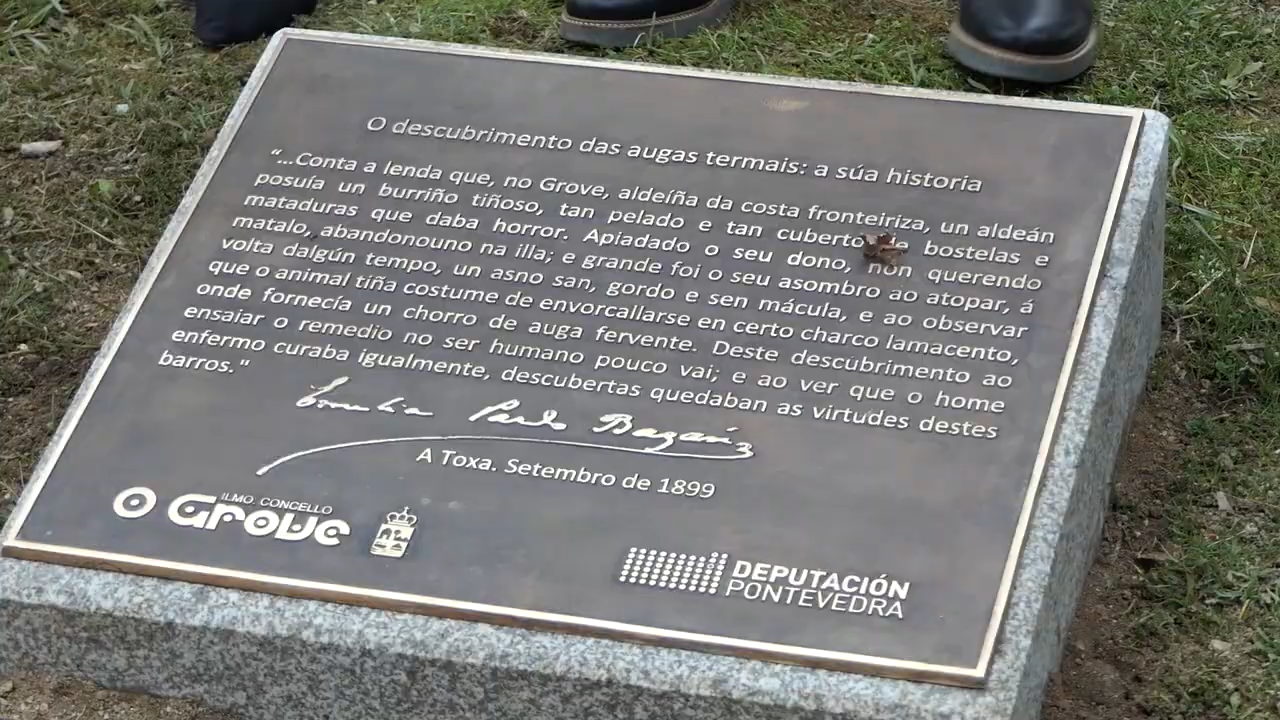 O descubrimento das augas termais: a súa historia
“...Conta a lenda que, no Grove, aldeíña da costa fronteiriza, un aldeán
posuía un burriño tiñoso, tan pelado e tan cuberto bostelas e
mataduras que daba horror. Apiadado o seu dono, non querendo
matalo, abandonouno na illa; e grande foi o seu asombro ao atopar, á
volta dalgún tempo, un asno san, gordo e sen mácula, e ao observar
que o animal tiña costume de envorcallarse en certo charco lamacento,
onde fornecía un chorro de auga fervente. Deste descubrimento ao
ensaiar o remedio no ser humano pouco vai; e ao ver que o home
enfermo curaba igualmente, descubertas quedaban as virtudes destes
barros."
Emilia Pardo Bazán
A Toxa. Setembro de 1899
ILMO. CONCELLO
O Grove
DEPUTACIÓN
PONTEVEDRA